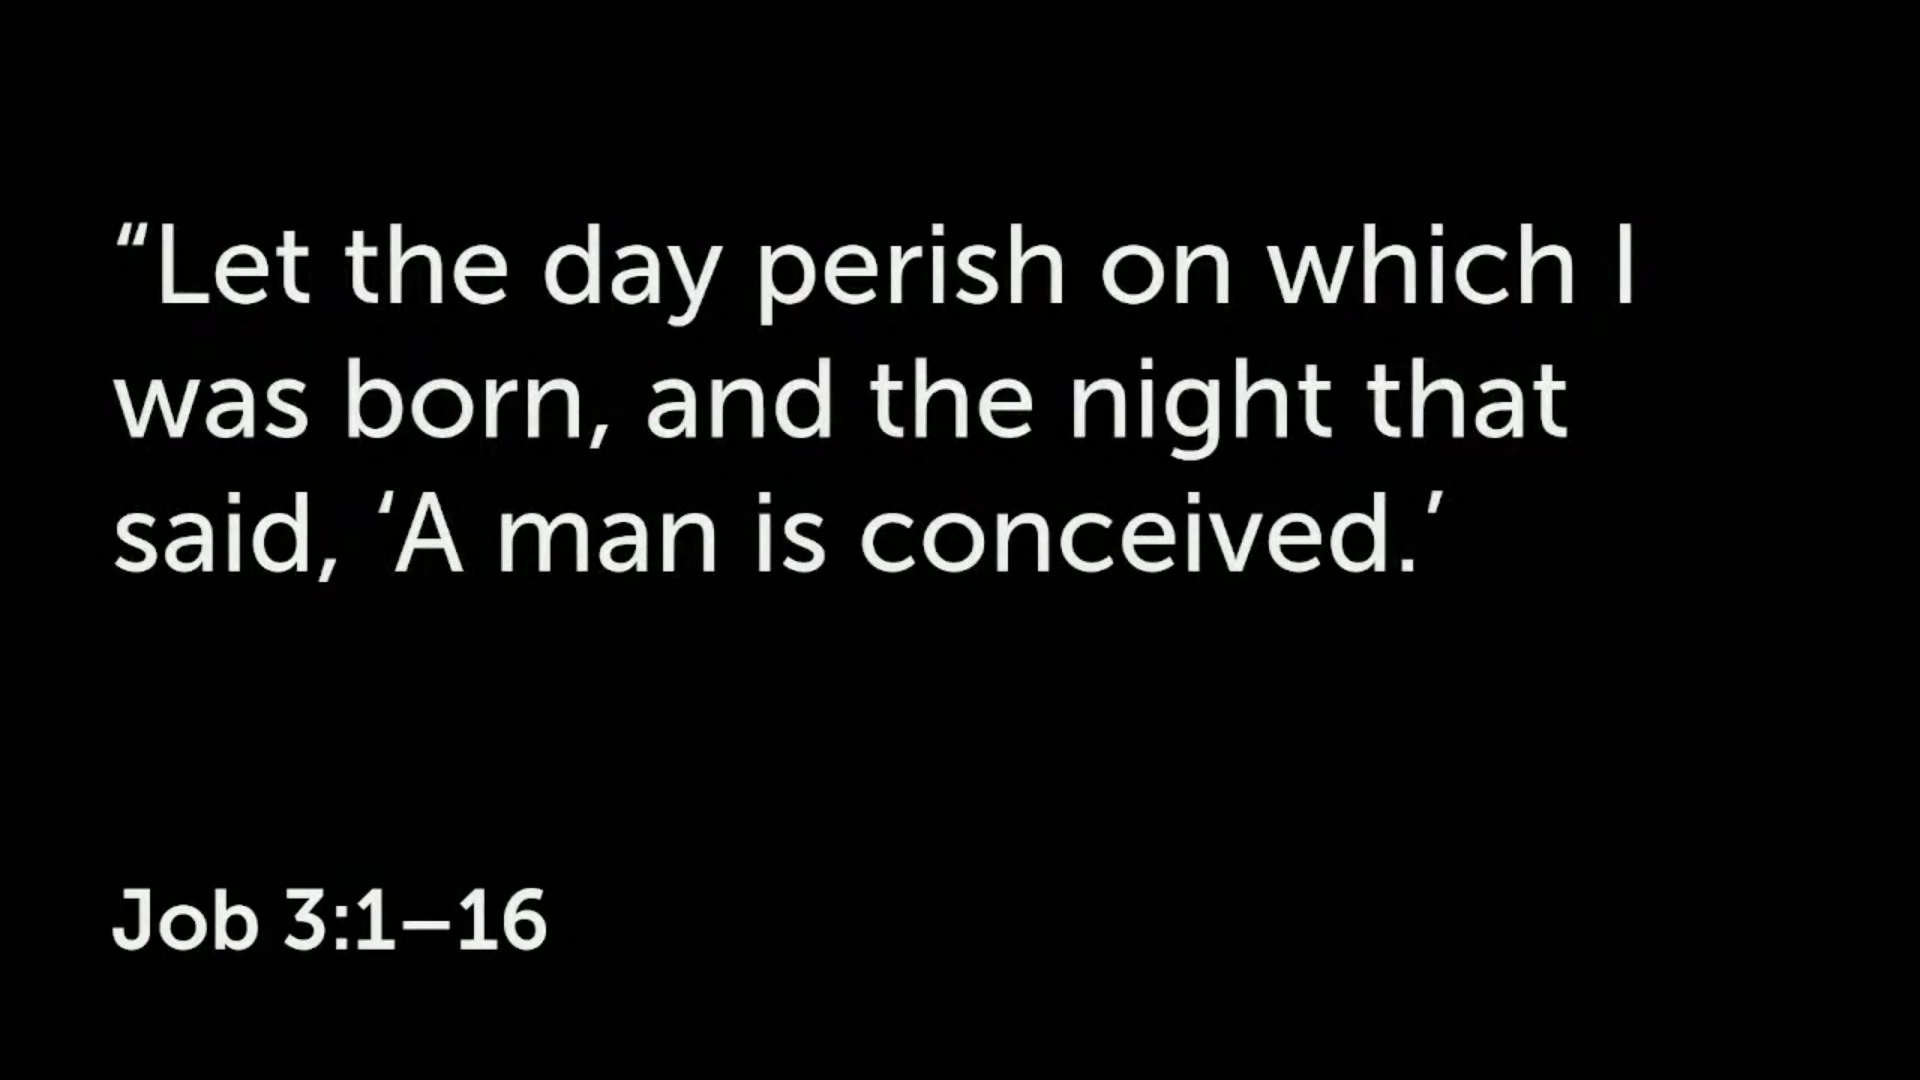 “Let the day perish on which I
was born, and the night that
said, ‘A man is conceived.’
Job 3:1–16